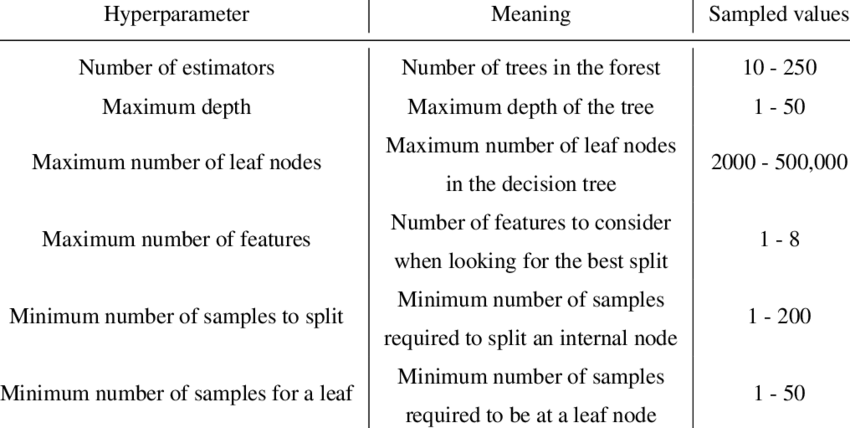 Hyperparameter Meaning Sampled values
Number of estimators Number of trees in the forest 10 - 250
Maximum depth Maximum depth of the tree 1 - 50
Maximum number of leaf nodes Maximum number of leaf nodes in the decision tree 2000 - 500,000
Maximum number of features Number of features to consider when looking for the best split 1 - 8
Minimum number of samples to split Minimum number of samples required to split an internal node 1 - 200
Minimum number of samples for a leaf Minimum number of samples required to be at a leaf node 1 - 50